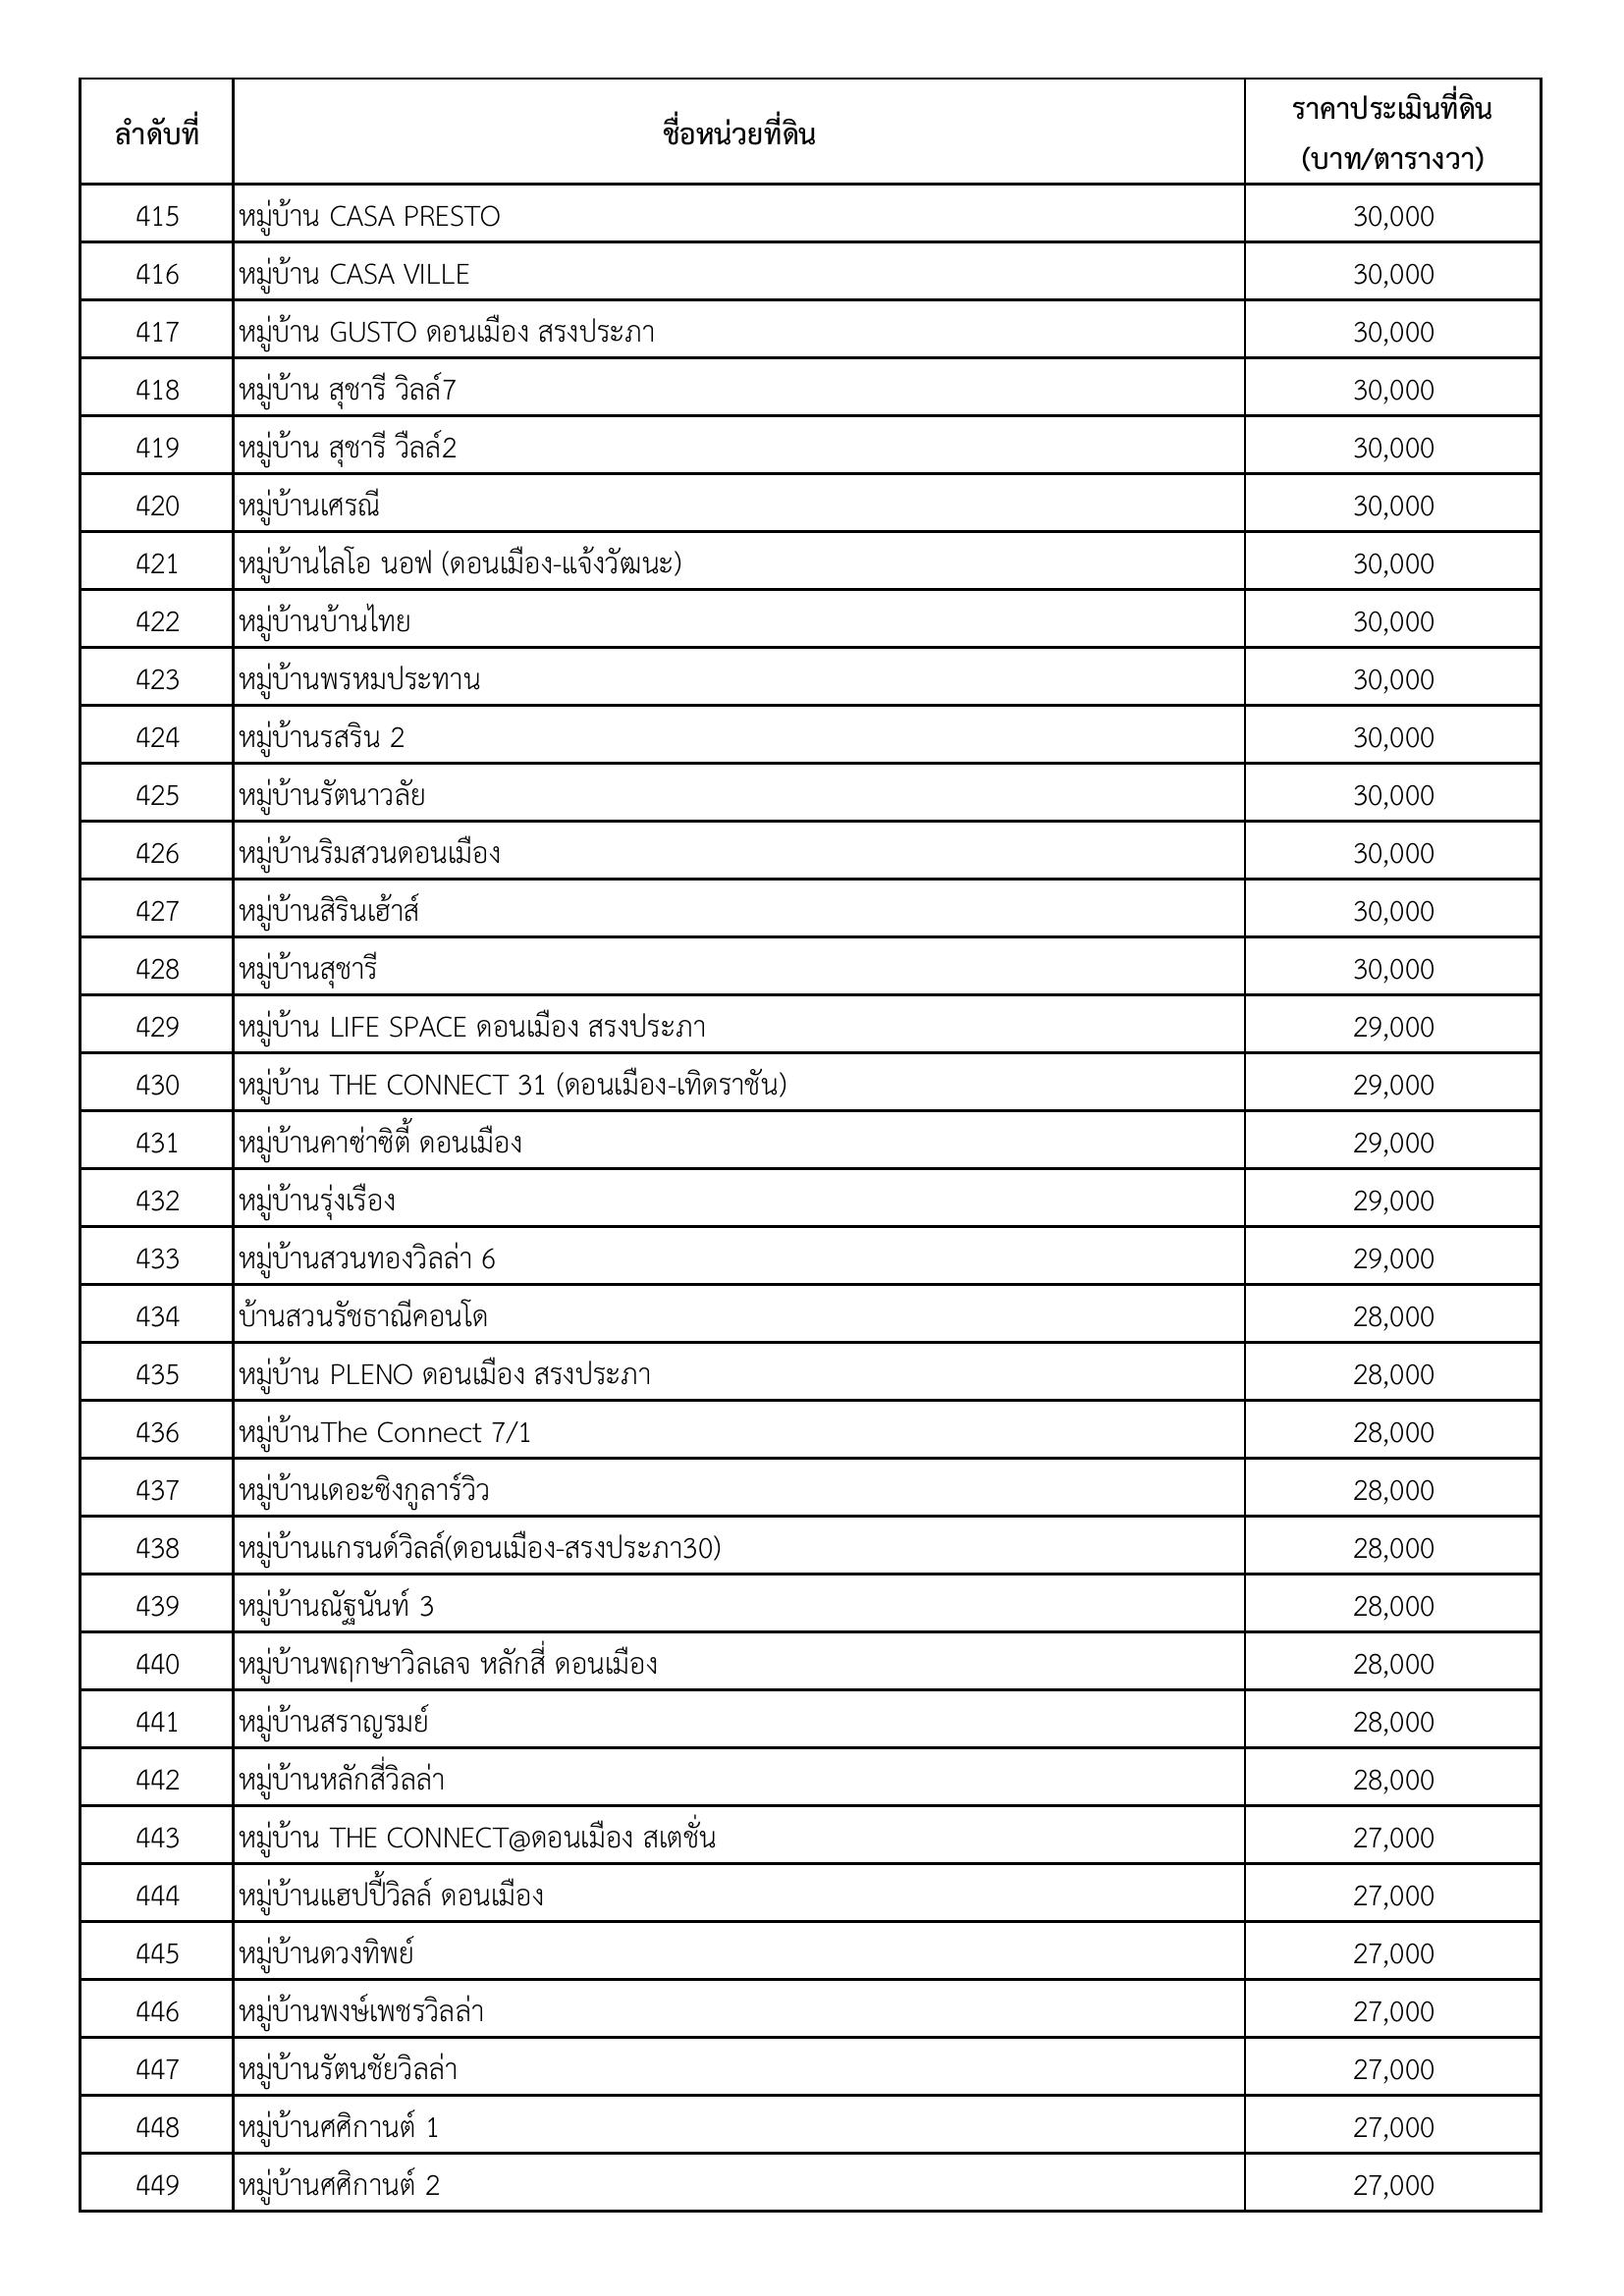 ลำดับที่ ชื่อหน่วยที่ดิน ราคาประเมินที่ดิน
(บาท/ตารางวา)
415 หมู่บ้าน CASA PRESTO 30,000
416 หมู่บ้าน CASA VILLE 30,000
417 หมู่บ้าน GUSTO ดอนเมือง สรงประภา 30,000
418 หมู่บ้าน สุชารี วิลล์7 30,000
419 หมู่บ้าน สุชารี วืลล์2 30,000
420 หมู่บ้านเศรณี 30,000
421 หมู่บ้านไลโอ นอฟ (ดอนเมือง-แจ้งวัฒนะ) 30,000
422 หมู่บ้านบ้านไทย 30,000
423 หมู่บ้านพรหมประทาน 30,000
424 หมู่บ้านรสริน 2 30,000
425 หมู่บ้านรัตนาวลัย 30,000
426 หมู่บ้านริมสวนดอนเมือง 30,000
427 หมู่บ้านสิรินเฮ้าส์ 30,000
428 หมู่บ้านสุชารี 30,000
429 หมู่บ้าน LIFE SPACE ดอนเมือง สรงประภา 29,000
430 หมู่บ้าน THE CONNECT 31 (ดอนเมือง-เทิดราชัน) 29,000
431 หมู่บ้านคาซ่าซิตี้ ดอนเมือง 29,000
432 หมู่บ้านรุ่งเรือง 29,000
433 หมู่บ้านสวนทองวิลล่า 6 29,000
434 บ้านสวนรัชธาณีคอนโด 28,000
435 หมู่บ้าน PLENO ดอนเมือง สรงประภา 28,000
436 หมู่บ้านThe Connect 7/1 28,000
437 หมู่บ้านเดอะซิงกูลาร์วิว 28,000
438 หมู่บ้านแกรนด์วิลล์(ดอนเมือง-สรงประภา30) 28,000
439 หมู่บ้านณัฐนันท์ 3 28,000
440 หมู่บ้านพฤกษาวิลเลจ หลักสี่ ดอนเมือง 28,000
441 หมู่บ้านสราญรมย์ 28,000
442 หมู่บ้านหลักสี่วิลล่า 28,000
443 หมู่บ้าน THE CONNECT@ดอนเมือง สเตชั่น 27,000
444 หมู่บ้านแฮปปี้วิลล์ ดอนเมือง 27,000
445 หมู่บ้านดวงทิพย์ 27,000
446 หมู่บ้านพงษ์เพชรวิลล่า 27,000
447 หมู่บ้านรัตนชัยวิลล่า 27,000
448 หมู่บ้านศศิกานต์ 1 27,000
449 หมู่บ้านศศิกานต์ 2 27,000